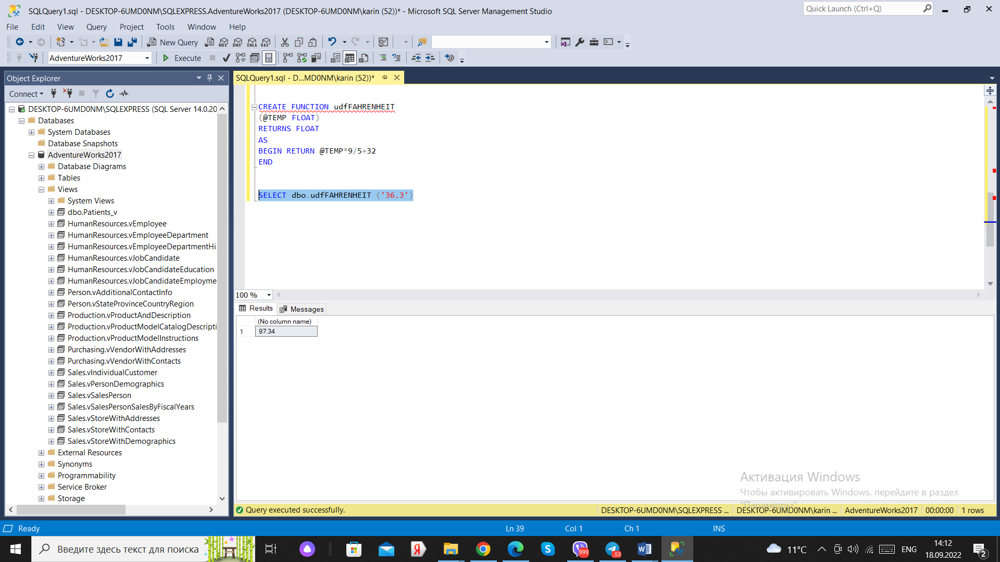 SQLQuery1.sql - DESKTOP-6UMD0NM\SQLEXPRESS.AdventureWorks2017 (DESKTOP-6UMD0NM\karin (52))* - Microsoft SQL Server Management Studio
Quick Launch (Ctrl+Q)
File Edit View Query Project Tools Window Help
New Query
MDX DMX XMLA DAX
AdventureWorks2017
Execute
Object Explorer
Connect
DESKTOP-6UMD0NM\SQLEXPRESS (SQL Server 14.0.20
Databases
System Databases
Database Snapshots
AdventureWorks2017
Database Diagrams
Tables
Views
System Views
dbo.Patients_v
HumanResources.vEmployee
HumanResources.vEmployeeDepartment
HumanResources.vEmployeeDepartmentHi
HumanResources.vJobCandidate
HumanResources.vJobCandidateEducation
HumanResources.vJobCandidateEmployme
Person.vAdditionalContactInfo
Person.vStateProvinceCountryRegion
Production.vProductAndDescription
Production.vProductModelCatalogDescripti
Production.vProductModelInstructions
Purchasing.vVendorWithAddresses
Purchasing.vVendorWithContacts
Sales.vIndividualCustomer
Sales.vPersonDemographics
Sales.vSalesPerson
Sales.vSalesPersonSalesByFiscalYears
Sales.vStoreWithAddresses
Sales.vStoreWithContacts
Sales.vStoreWithDemographics
External Resources
Synonyms
Programmability
Service Broker
Storage
SQLQuery1.sql - D...MD0NM\karin (52))*
CREATE FUNCTION udfFAHRENHEIT
(@TEMP FLOAT)
RETURNS FLOAT
AS
BEGIN RETURN @TEMP*9/5+32
END
SELECT dbo.udfFAHRENHEIT ('36.3')
100 %
Results Messages
(No column name)
1 97.34
Активация Windows
Чтобы активировать Windows, перейдите в раздел
"Параметры".
Query executed successfully.
DESKTOP-6UMD0NM\SQLEXPRESS ... DESKTOP-6UMD0NM\karin ... AdventureWorks2017 00:00:00 1 rows
Ready
Ln 39 Col 1 Ch 1 INS
Введите здесь текст для поиска
Я
S
999
...53
W
11°C
ENG
14:12
18.09.2022
2